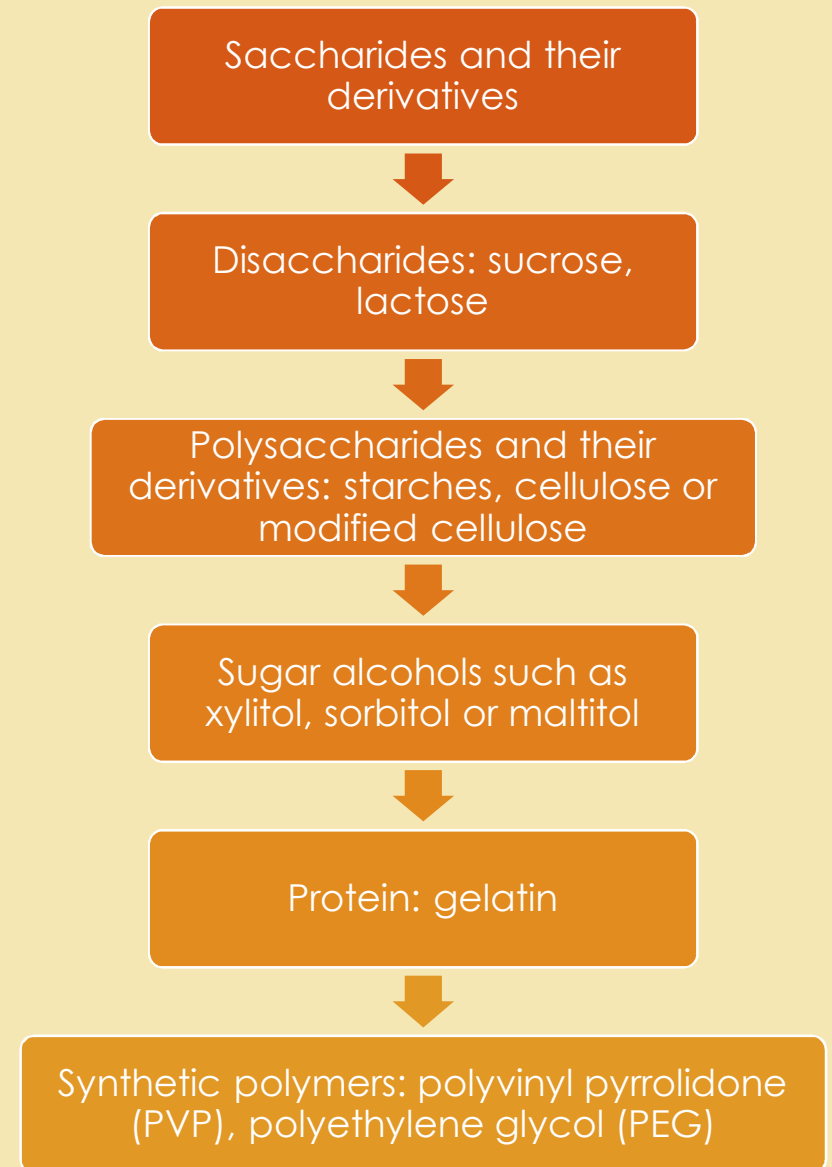 Saccharides and their
derivatives
Disaccharides: sucrose,
lactose
Polysaccharides and their
derivatives: starches, cellulose or
modified cellulose
Sugar alcohols such as
xylitol, sorbitol or maltitol
Protein: gelatin
Synthetic polymers: polyvinyl pyrrolidone
(PVP), polyethylene glycol (PEG)